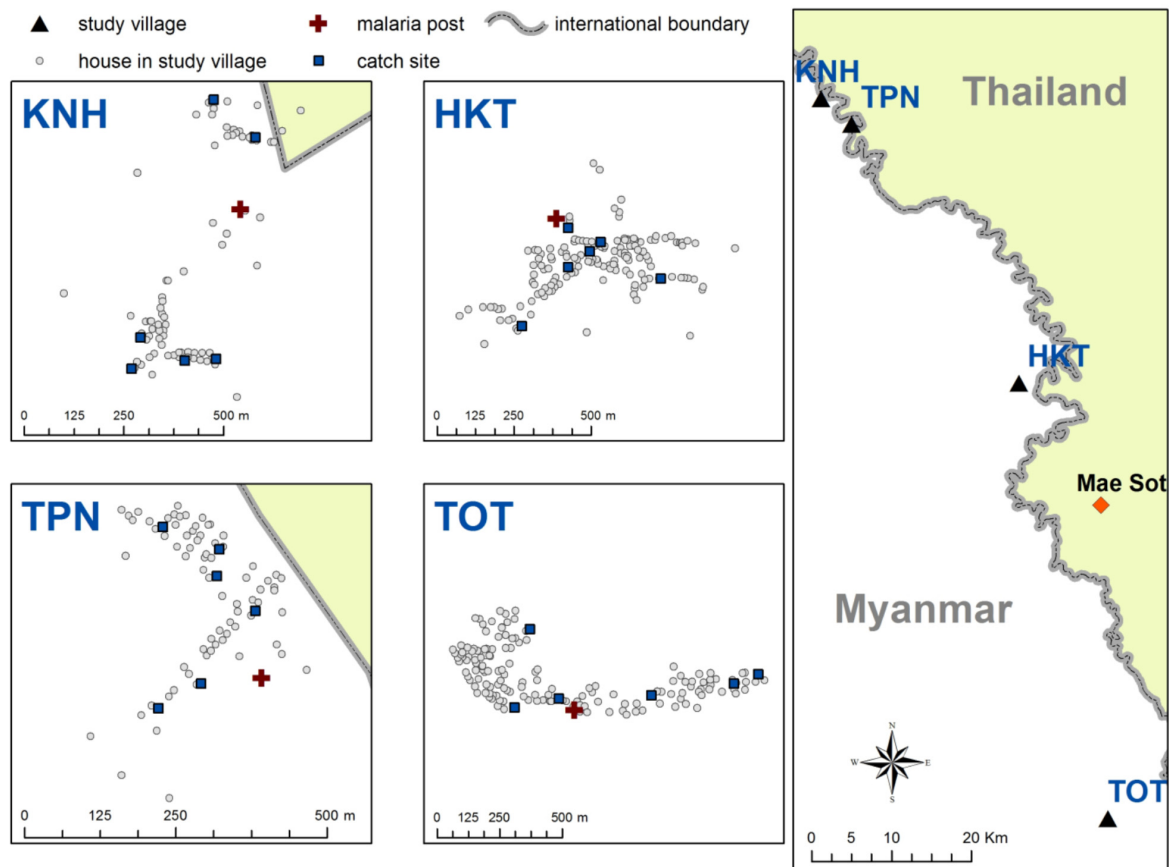 study village
malaria post
international boundary
house in study village
catch site
KNH
0 125 250 500 m
HKT
0 125 250 500 m
TPN
0 125 250 500 m
TOT
0 125 250 500 m
KNH
TPN
Thailand
HKT
Mae Sot
Myanmar
N
W E
S
TOT
0 5 10 20 Km